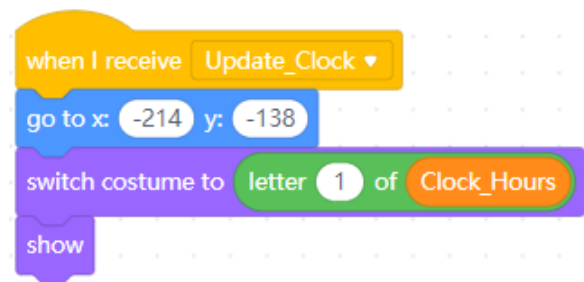 when I receive Update_Clock
go to x: -214 y: -138
switch costume to letter 1 of Clock_Hours
show